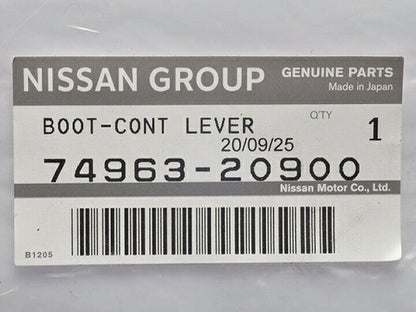 NISSAN GROUP
GENUINE PARTS
Made in Japan
BOOT-CONT LEVER
20/09/25
Q'TY
1
74963-20900
Nissan Motor Co., Ltd.
B1205